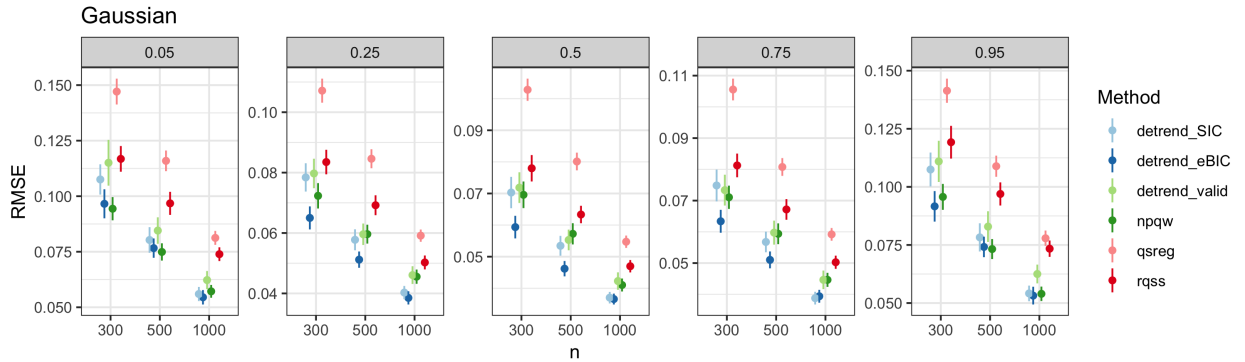 Gaussian
0.05 0.25 0.5 0.75 0.95
RMSE
0.150
0.125
0.100
0.075
0.050
0.10
0.08
0.06
0.04
0.09
0.07
0.05
0.11
0.09
0.07
0.05
0.150
0.125
0.100
0.075
0.050
300 500 1000 300 500 1000 300 500 1000 300 500 1000 300 500 1000
n
Method
detrend_SIC
detrend_eBIC
detrend_valid
npqw
qsreg
rqss